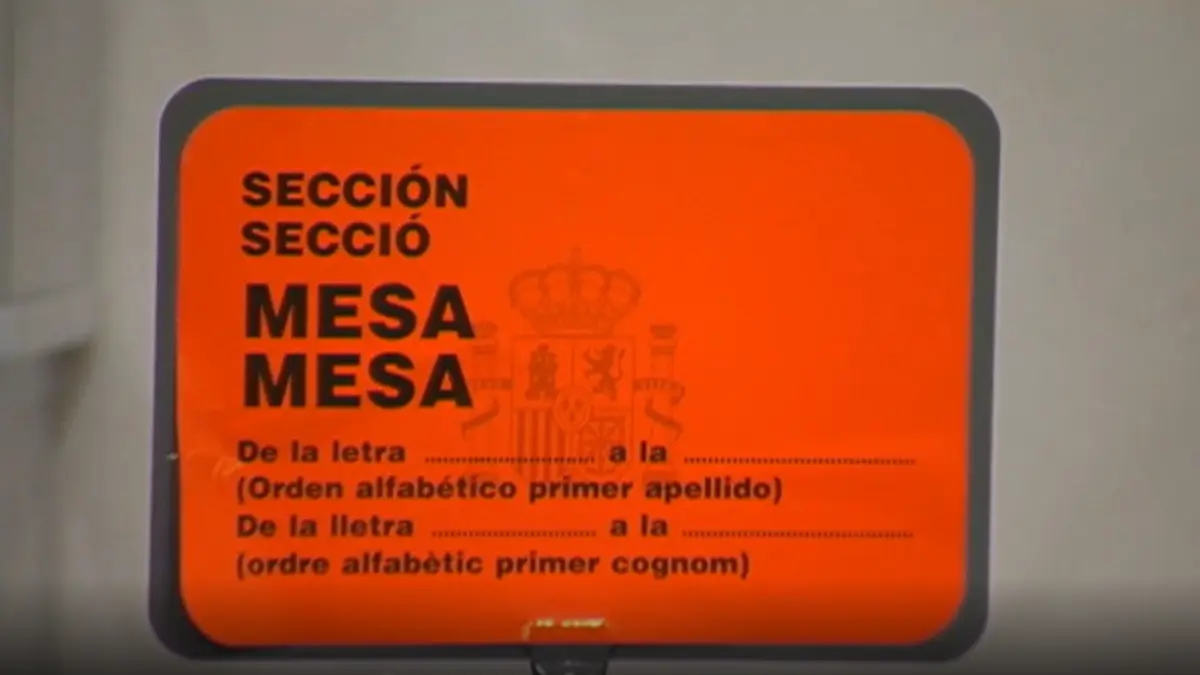 SECCIÓN
SECCIÓ
MESA
MESA
De la letra .......................... a la ....................................
(Orden alfabético primer apellido)
De la lletra ......................... a la ....................................
(ordre alfabètic primer cognom)